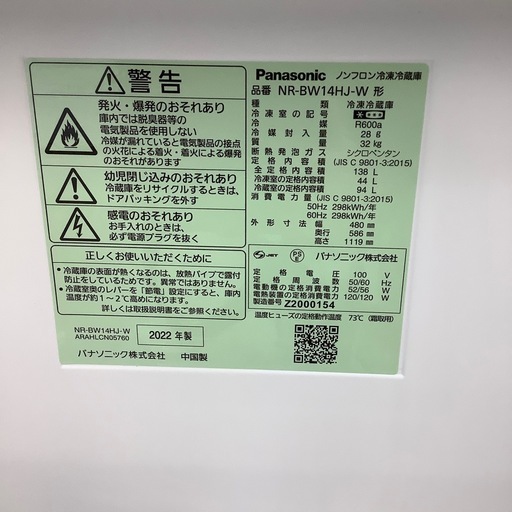 警告
発火・爆発のおそれあり
庫内では脱臭器等の
電気製品を使用しない
冷媒が漏れていると電気製品の接点
の火花による着火・着火・爆発の
おそれあり
幼児閉じ込みのおそれあり
冷蔵庫をリサイクルするときは、
ドアパッキングを外す
感電のおそれあり
お手入れのときは、
必ず電源プラグを抜く
正しくお使いいただくために
●冷蔵庫の表面が熱くなるのは、放熱パイプで露付
防止をしているためです。異常ではありません。
●冷蔵室奥のレバーを「節電」に設定すると、庫内
温度が約1～2℃高めになります。
詳しくは取扱説明書をご参照ください。
NR-BW14HJ-W
ARAHLCN05760
2022年製
パナソニック株式会社 中国製
Panasonic ノンフロン冷凍冷蔵庫
品番 NR-BW14HJ-W 形
種類 冷凍冷蔵庫
冷凍室の記号
冷媒 R600a
冷媒封入量 28 g
質量 32 kg
断熱発泡ガス シクロペンタン
定格内容積 (JIS C 9801-3:2015)
全定格内容積 138 L
冷凍室の定格内容積 44 L
冷蔵室の定格内容積 94 L
消費電力量 (JIS C 9801-3:2015)
50Hz 298kWh/年
60Hz 298kWh/年
外形寸法 幅 480 mm
奥行 586 mm
高さ 1119 mm
JET PS E パナソニック株式会社
定格電圧 100 V
定格周波数 50/60 Hz
電動機の定格消費電力 52/56 W
電熱装置の定格消費電力 120/120 W
製造番号 Z2000154
温度ヒューズの定格動作温度 73℃(霜取用)